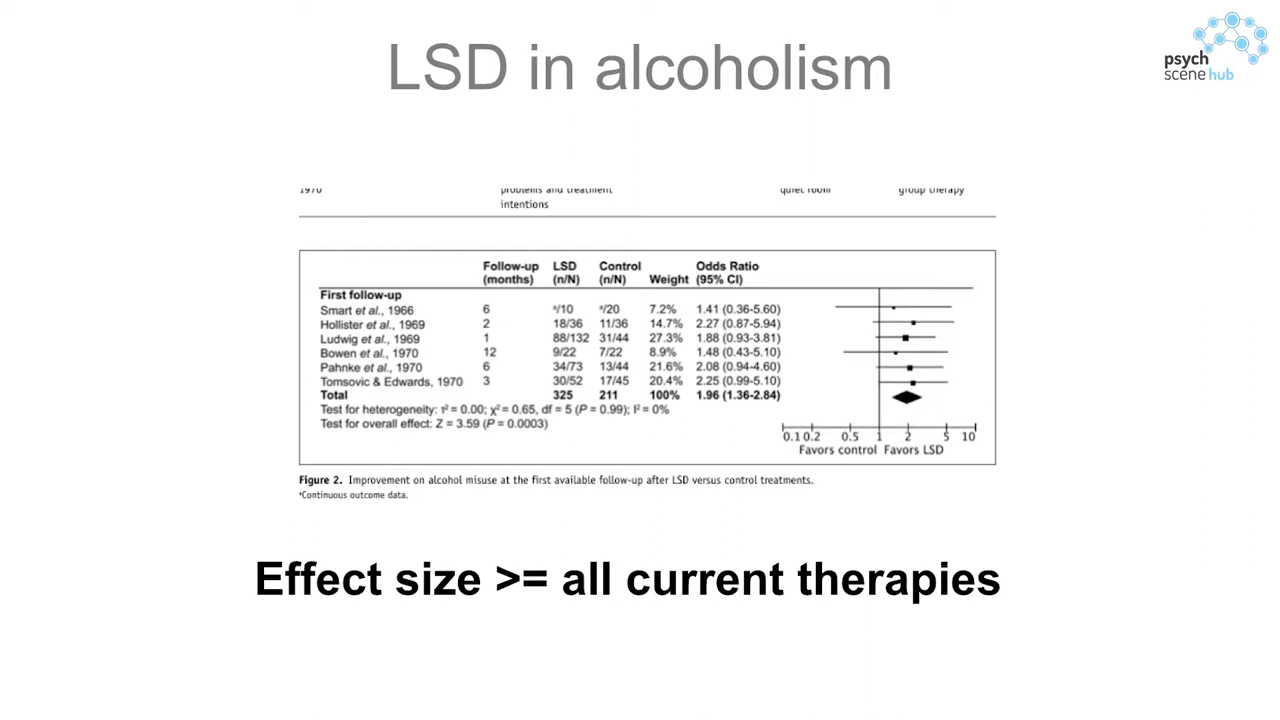 LSD in alcoholism
psych
scene hub
1970 problems and treatment quiet room group therapy
intentions
Follow-up LSD Control Odds Ratio
(months) (n/N) (n/N) Weight (95% CI)
First follow-up
Smart et al., 1966 6 ª/10 ª/20 7.2% 1.41 (0.36-5.60)
Hollister et al., 1969 2 18/36 11/36 14.7% 2.27 (0.87-5.94)
Ludwig et al., 1969 1 88/132 31/44 27.3% 1.88 (0.93-3.81)
Bowen et al., 1970 12 9/22 7/22 8.9% 1.48 (0.43-5.10)
Pahnke et al., 1970 6 34/73 13/44 21.6% 2.08 (0.94-4.60)
Tomsovic & Edwards, 1970 3 30/52 17/45 20.4% 2.25 (0.99-5.10)
Total 325 211 100% 1.96 (1.36-2.84)
Test for heterogeneity: τ² = 0.00; χ² = 0.65, df = 5 (P = 0.99); I² = 0%
Test for overall effect: Z = 3.59 (P = 0.0003)
0.1 0.2 0.5 1 2 5 10
Favors control Favors LSD
Figure 2. Improvement on alcohol misuse at the first available follow-up after LSD versus control treatments.
ªContinuous outcome data.
Effect size >= all current therapies